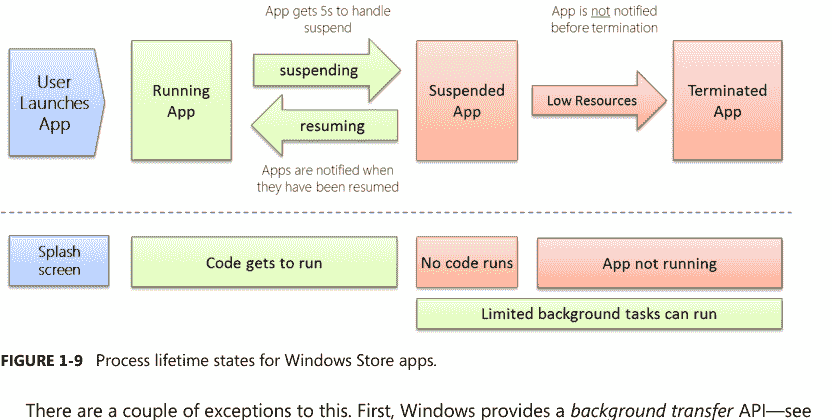 App gets 5s to handle
suspend
App is not notified
before termination
User
Launches
App
Running
App
suspending
resuming
Suspended
App
Low Resources
Terminated
App
Apps are notified when
they have been resumed
Splash
screen
Code gets to run
No code runs
App not running
Limited background tasks can run
FIGURE 1-9 Process lifetime states for Windows Store apps.
There are a couple of exceptions to this. First, Windows provides a background transfer API—see